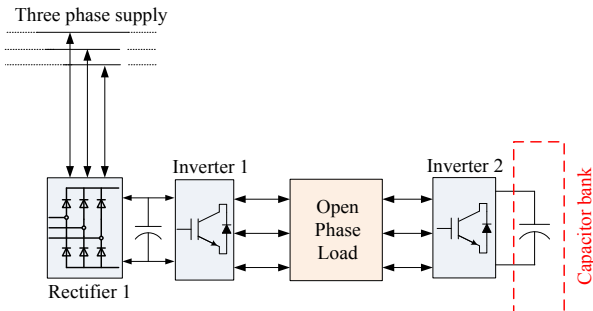 Three phase supply
Inverter 1
Inverter 2
Open
Phase
Load
Capacitor bank
Rectifier 1